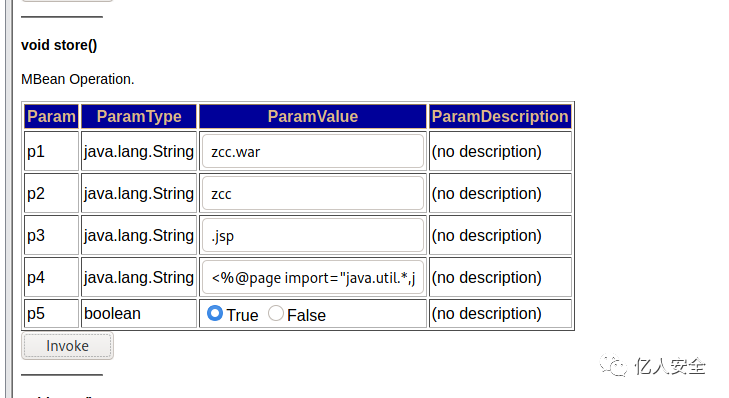 void store()
MBean Operation.
Param ParamType ParamValue ParamDescription
p1 java.lang.String zcc.war (no description)
p2 java.lang.String zcc (no description)
p3 java.lang.String .jsp (no description)
p4 java.lang.String <%@page import="java.util.*,j (no description)
p5 boolean True False (no description)
Invoke
亿人安全